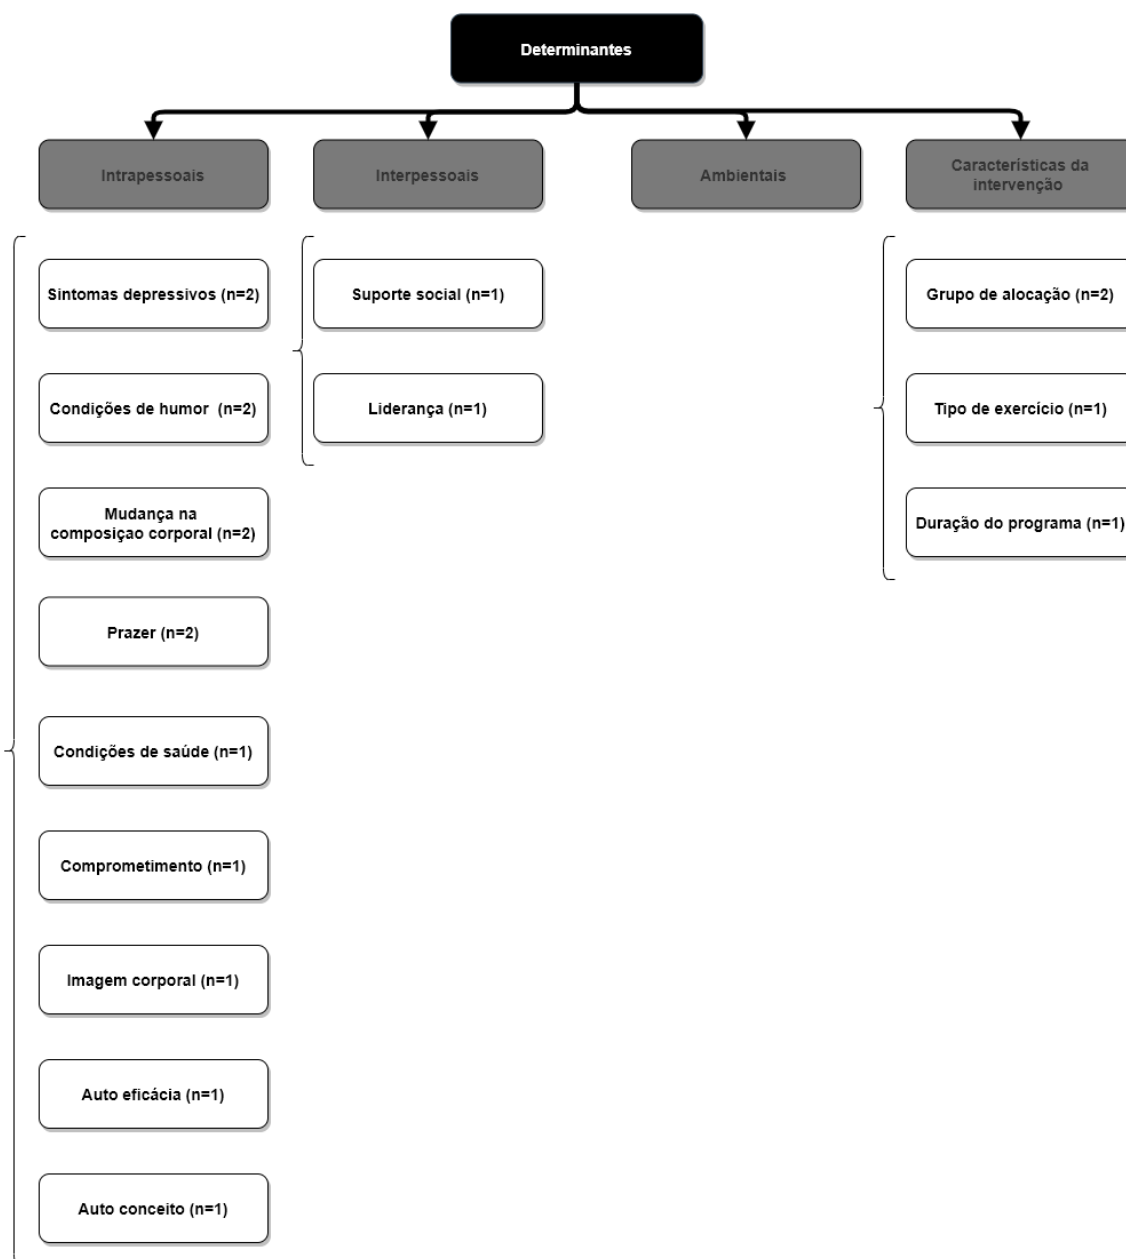 Determinantes
Intrapessoais
Interpessoais
Ambientais
Características da
intervenção
Sintomas depressivos (n=2)
Condições de humor (n=2)
Mudança na
composiçao corporal (n=2)
Prazer (n=2)
Condições de saúde (n=1)
Comprometimento (n=1)
Imagem corporal (n=1)
Auto eficácia (n=1)
Auto conceito (n=1)
Suporte social (n=1)
Liderança (n=1)
Grupo de alocação (n=2)
Tipo de exercício (n=1)
Duração do programa (n=1)